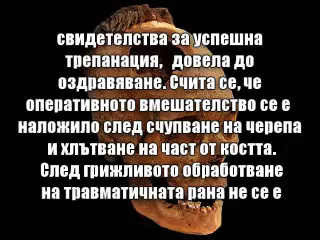 свидетелства за успешна
трепанация, довела до
оздравяване. Счита се, че
оперативното вмешателство се е
наложило след счупване на черепа
и хлътване на част от костта.
След грижливото обработване
на травматичната рана не се е